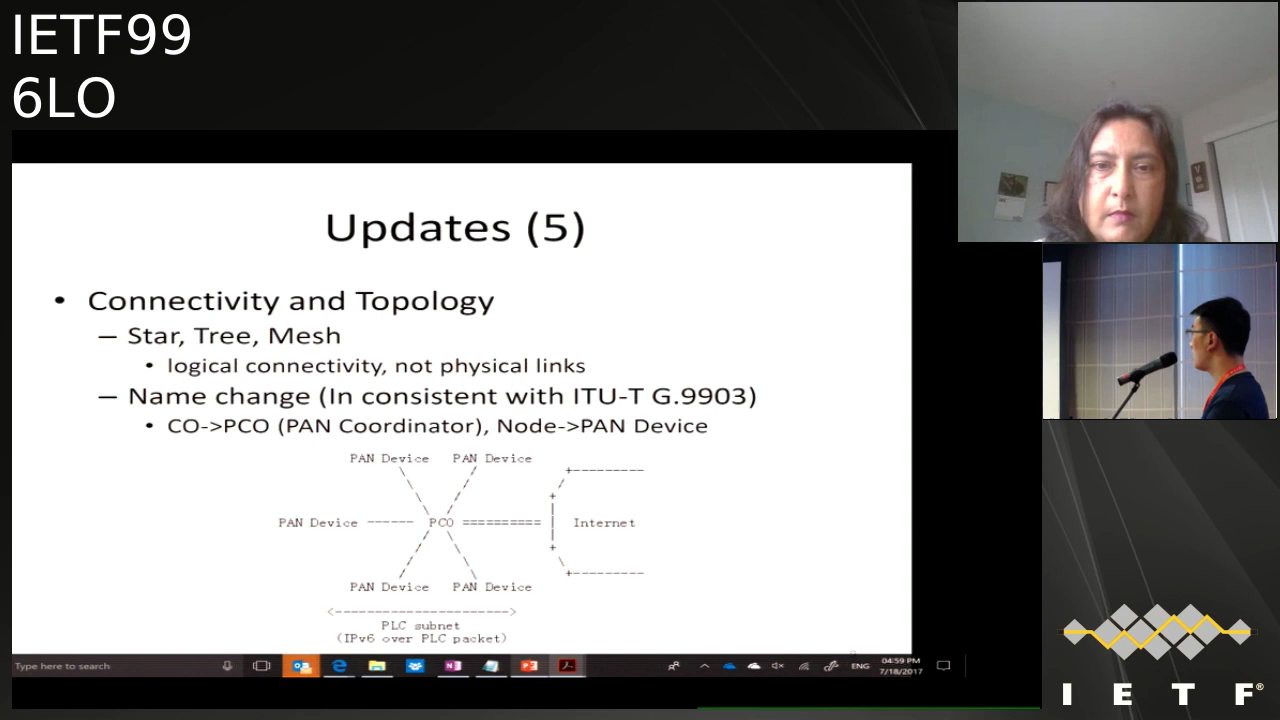 IETF99
6LO
Updates (5)
• Connectivity and Topology
– Star, Tree, Mesh
• logical connectivity, not physical links
– Name change (In consistent with ITU-T G.9903)
• CO->PCO (PAN Coordinator), Node->PAN Device
PAN Device PAN Device
PAN Device ------ PCO ========== | Internet
PAN Device PAN Device
<--------------------->
PLC subnet
(IPv6 over PLC packet)
Type here to search
ENG
04:59 PM
7/18/2017
I E T F®